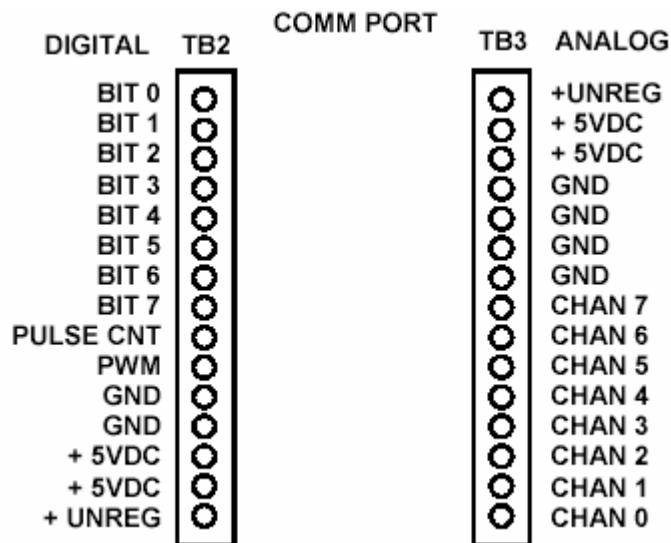 COMM PORT
DIGITAL TB2
BIT 0
BIT 1
BIT 2
BIT 3
BIT 4
BIT 5
BIT 6
BIT 7
PULSE CNT
PWM
GND
GND
+ 5VDC
+ 5VDC
+ UNREG
TB3 ANALOG
+UNREG
+ 5VDC
+ 5VDC
GND
GND
GND
GND
CHAN 7
CHAN 6
CHAN 5
CHAN 4
CHAN 3
CHAN 2
CHAN 1
CHAN 0